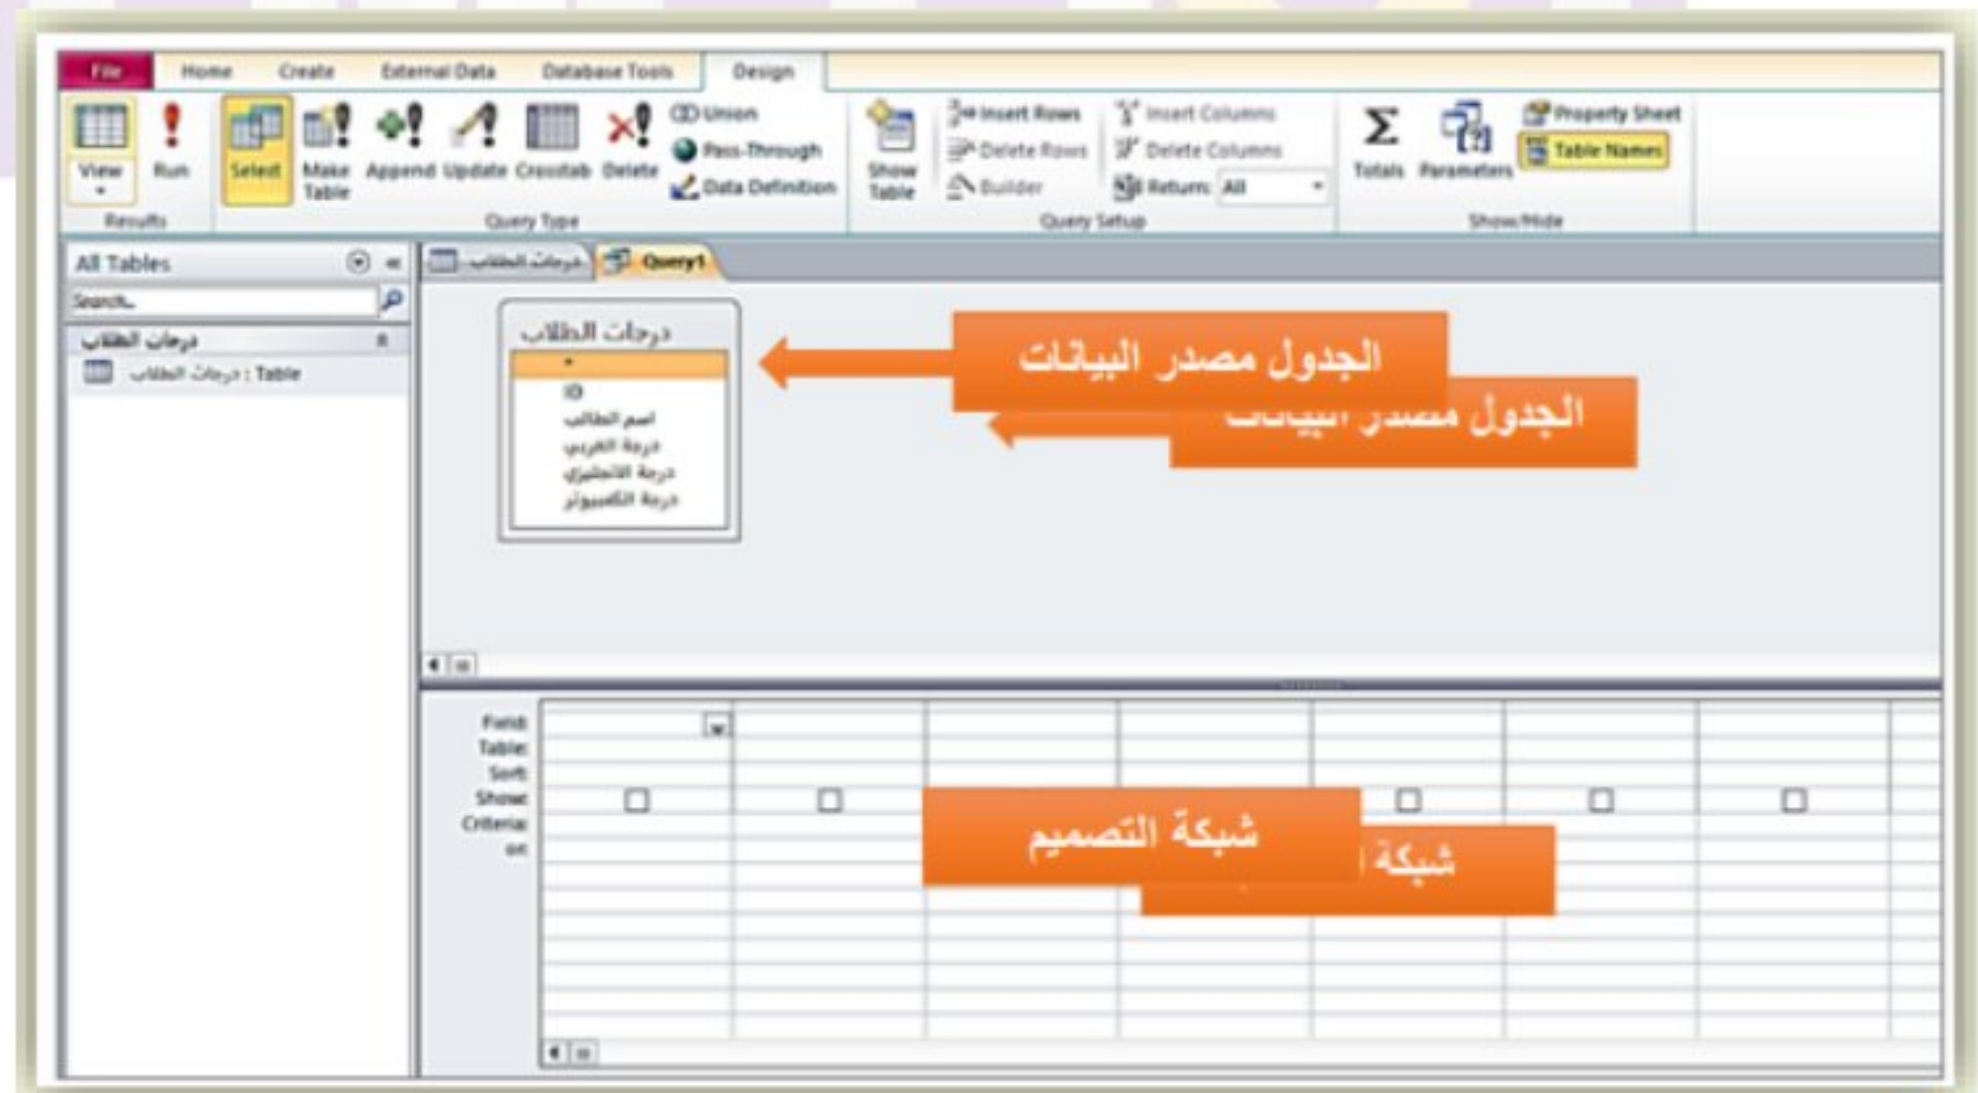 File Home Create External Data Database Tools Design
View Run Select Make Table Append Update Crosstab Delete
Union
Pass-Through
Data Definition
Show Table
Insert Rows
Delete Rows
Builder
Insert Columns
Delete Columns
Return: All
Totals Parameters
Property Sheet
Table Names
Results Query Type Query Setup Show/Hide
All Tables
Search...
درجات الطلاب
درجات الطلاب : Table
درجات الطلاب Query1
درجات الطلاب
*
ID
اسم الطالب
درجة العربي
درجة الانجليزي
درجة الكمبيوتر
الجدول مصدر البيانات
الجدول مصدر البيانات
Field:
Table:
Sort:
Show:
Criteria:
or:
شبكة التصميم
شبكة